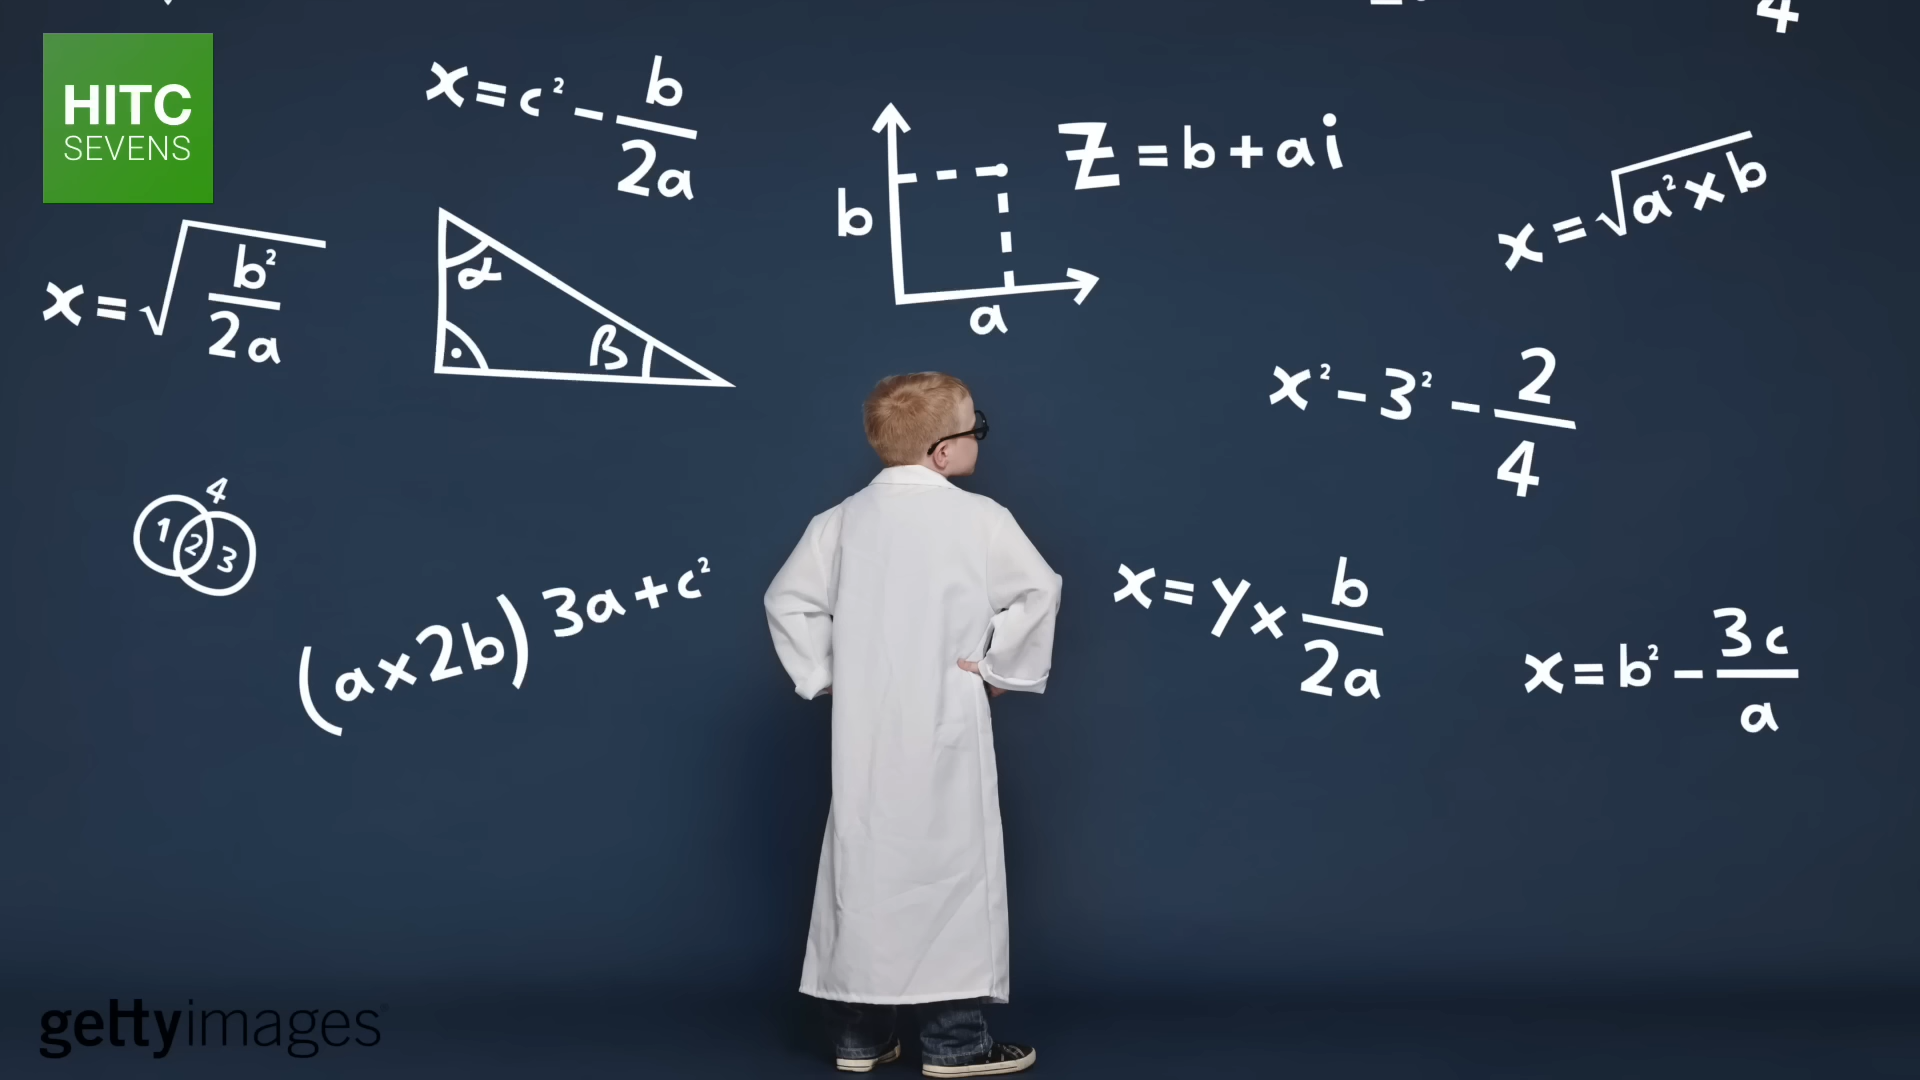 HITC
SEVENS
x = c² - b/2a
b
a
z = b + ai
x = √a² × b
x = √b²/2a
α
β
x² - 3² - 2/4
1 2 3 4
(a×2b)3a+c²
x = y × b/2a
x = b² - 3c/a
4
gettyimages